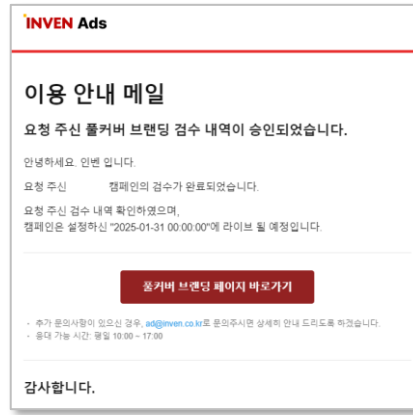 INVEN Ads
이용 안내 메일
요청 주신 풀커버 브랜딩 검수 내역이 승인되었습니다.
안녕하세요. 인벤 입니다.
요청 주신 캠페인의 검수가 완료되었습니다.
요청 주신 검수 내역 확인하였으며,
캠페인은 설정하신 "2025-01-31 00:00:00"에 라이브 될 예정입니다.
풀커버 브랜딩 페이지 바로가기
- 추가 문의사항이 있으신 경우, ad@inven.co.kr로 문의주시면 상세히 안내 드리도록 하겠습니다.
- 응대 가능 시간: 평일 10:00 – 17:00
감사합니다.